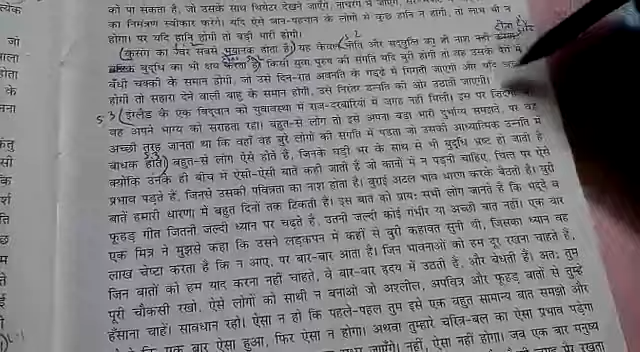 को पा सकता है, जो उसके साथ थियेटर देखने जाएँगे, नाचरंग में
का निमंत्रण स्वीकार करेंगे। यदि ऐसे जान-पहचान के लोगों से कुछ हानि न होगी, तो लाभ भी न
होगा। पर यदि हानि होगी तो बड़ी भारी होगी।
(कुसंग का ज्वर सबसे भयानक होता है) यह केवल नीति और सद्वृत्ति का ही नाश नहीं
बुद्धि का भी क्षय करता है। किसी युवा पुरुष की संगति यदि बुरी होगी तो वह उसके पैरों में
बँधी चक्की के समान होगी, जो उसे दिन-रात अवनति के गड्ढे में गिराती जाएगी और यदि
होगी तो सहारा देने वाली बाहु के समान होगी, उसे निरंतर उन्नति की ओर उठाती जाएगी।
5.3 (इंग्लैंड के एक विद्वान को युवावस्था में राज-दरबारियों में जगह नहीं मिली। इस पर
वह अपने भाग्य को सराहता रहा। बहुत-से लोग तो इसे अपना बड़ा भारी दुर्भाग्य समझते, पर वह
अच्छी तरह जानता था कि वहाँ वह बुरे लोगों की संगति में पड़ता जो उसकी आध्यात्मिक उन्नति में
बाधक होते) बहुत-से लोग ऐसे होते हैं, जिनके घड़ी भर के साथ से भी बुद्धि भ्रष्ट हो जाती है,
क्योंकि उनके ही बीच में ऐसी-ऐसी बातें कही जाती हैं जो कानों में न पड़नी चाहिए, चित्त पर ऐसे
प्रभाव पड़ते हैं, जिनसे उसकी पवित्रता का नाश होता है। बुराई अटल भाव धारण करके बैठती है। बुरी
बातें हमारी धारणा में बहुत दिनों तक टिकती हैं। इस बात को प्रायः सभी लोग जानते हैं कि भद्दे व
फूहड़ गीत जितनी जल्दी ध्यान पर चढ़ते हैं, उतनी जल्दी कोई गंभीर या अच्छी बात नहीं। एक बार
एक मित्र ने मुझसे कहा कि उसने लड़कपन में कहीं से बुरी कहावत सुनी थी, जिसका ध्यान वह
लाख चेष्टा करता है कि न आए, पर बार-बार आता है। जिन भावनाओं को हम दूर रखना चाहते हैं,
जिन बातों को हम याद करना नहीं चाहते, वे बार-बार हृदय में उठती हैं, और बेधती हैं। अतः तुम
पूरी चौकसी रखो, ऐसे लोगों को साथी न बनाओ जो अश्लील, अपवित्र और फूहड़ बातों से तुम्हें
हँसाना चाहें। सावधान रहो। ऐसा न हो कि पहले-पहल तुम इसे एक बहुत सामान्य बात समझो और
कि एक बार ऐसा हुआ, फिर ऐसा न होगा। अथवा तुम्हारे चरित्र-बल का ऐसा प्रभाव पड़ेगा
जाएँगे। नहीं, ऐसा नहीं होगा। जब एक बार मनुष्य